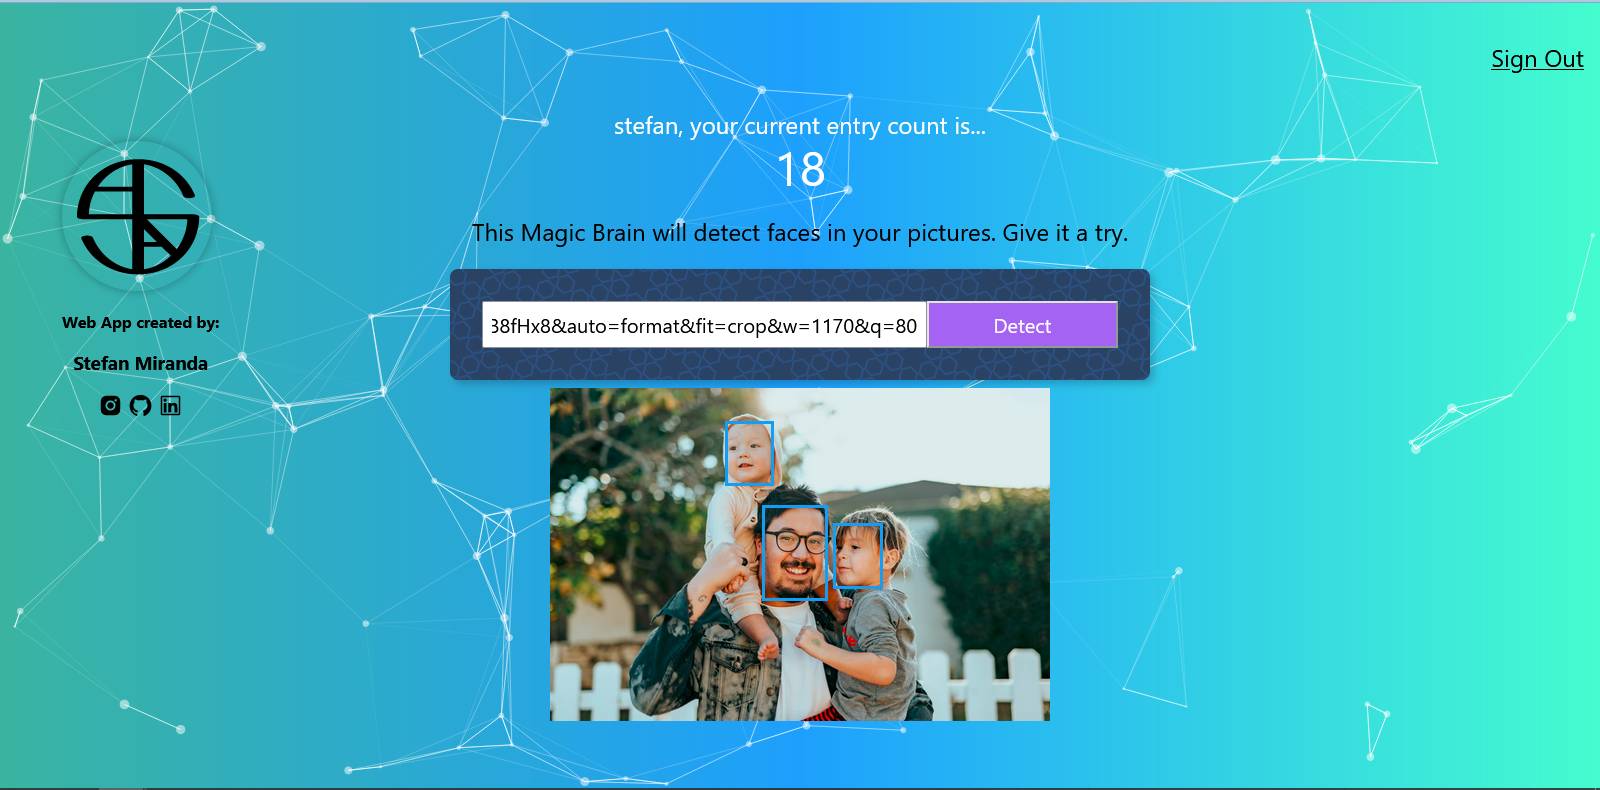 Sign Out
stefan, your current entry count is...
18
This Magic Brain will detect faces in your pictures. Give it a try.
38fHx8&auto=format&fit=crop&w=1170&q=80
Detect
Web App created by:
Stefan Miranda